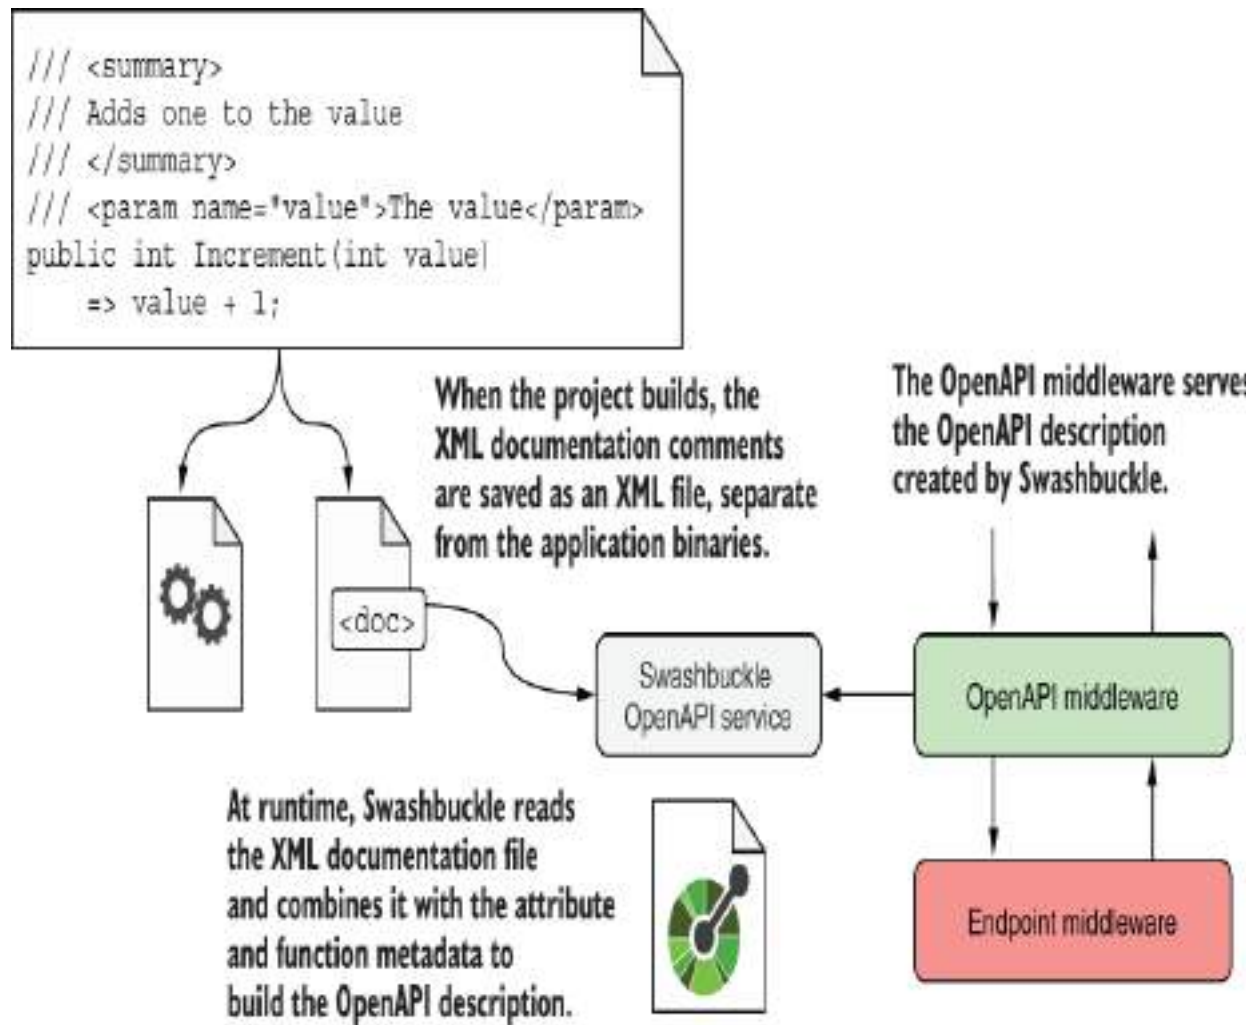 /// <summary>
/// Adds one to the value
/// </summary>
/// <param name="value">The value</param>
public int Increment(int value)
    => value + 1;
When the project builds, the
XML documentation comments
are saved as an XML file, separate
from the application binaries.
The OpenAPI middleware serves
the OpenAPI description
created by Swashbuckle.
<doc>
Swashbuckle
OpenAPI service
OpenAPI middleware
At runtime, Swashbuckle reads
the XML documentation file
and combines it with the attribute
and function metadata to
build the OpenAPI description.
Endpoint middleware